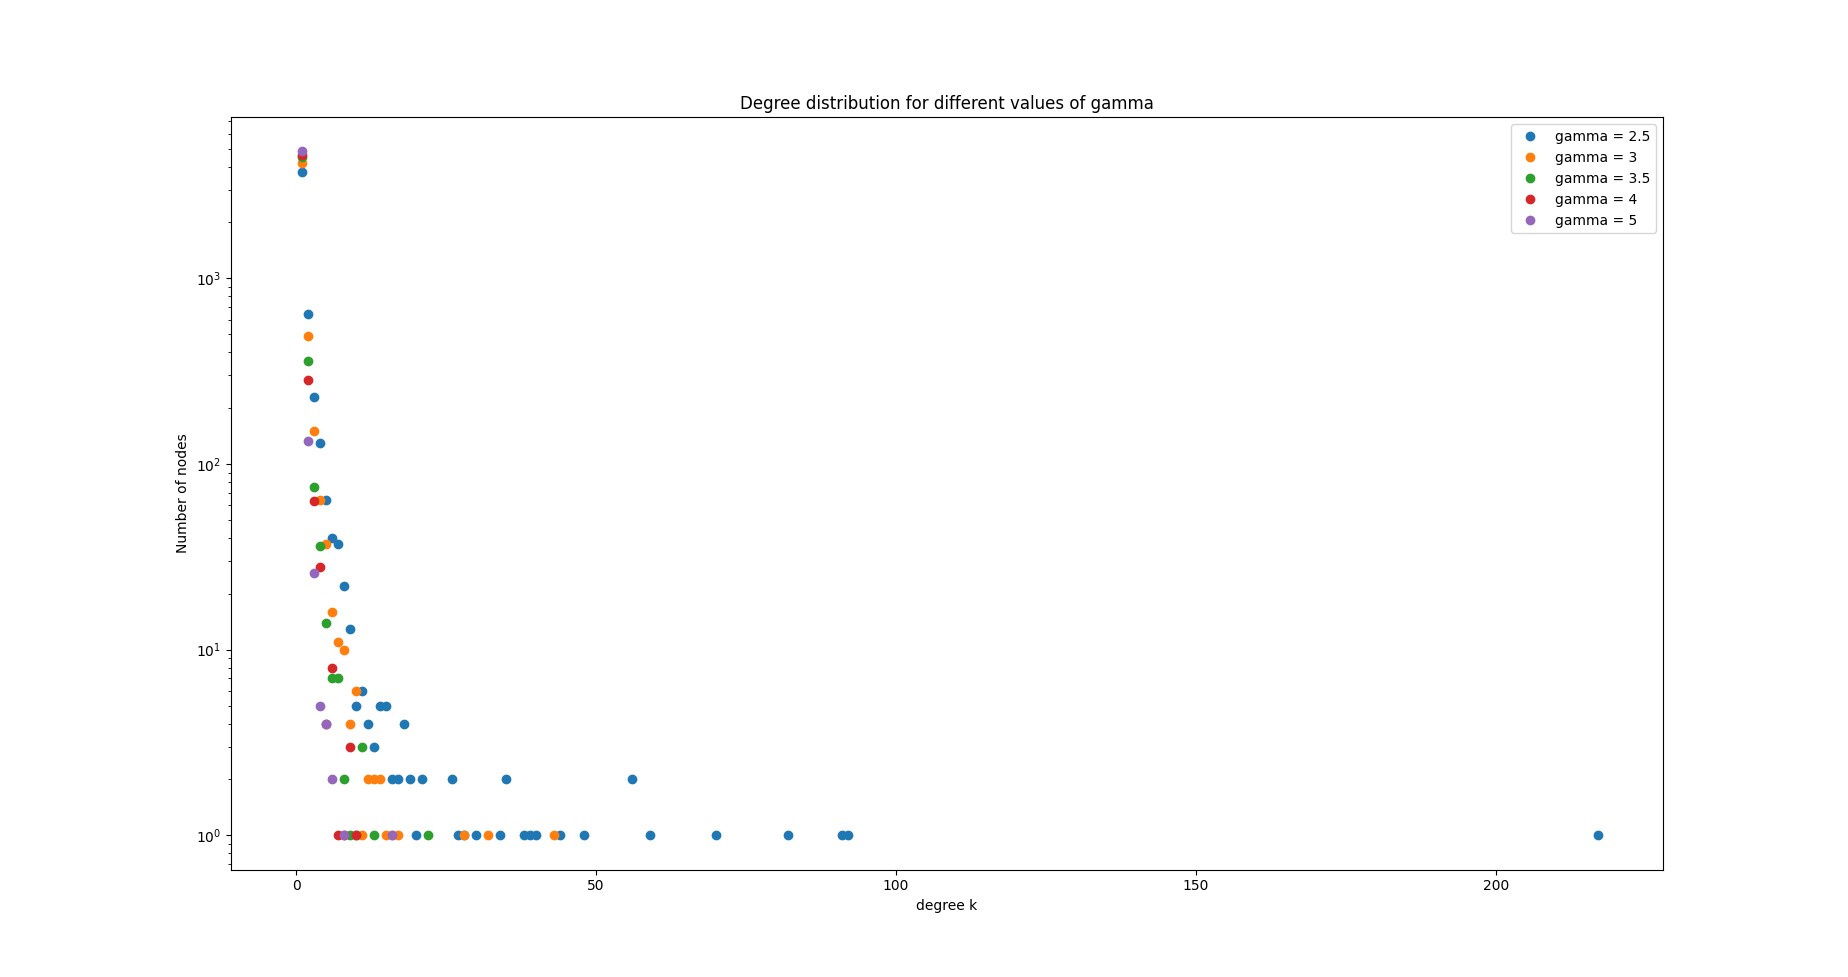 Degree distribution for different values of gamma
gamma = 2.5
gamma = 3
gamma = 3.5
gamma = 4
gamma = 5
Number of nodes
10³
10²
10¹
10⁰
0 50 100 150 200
degree k